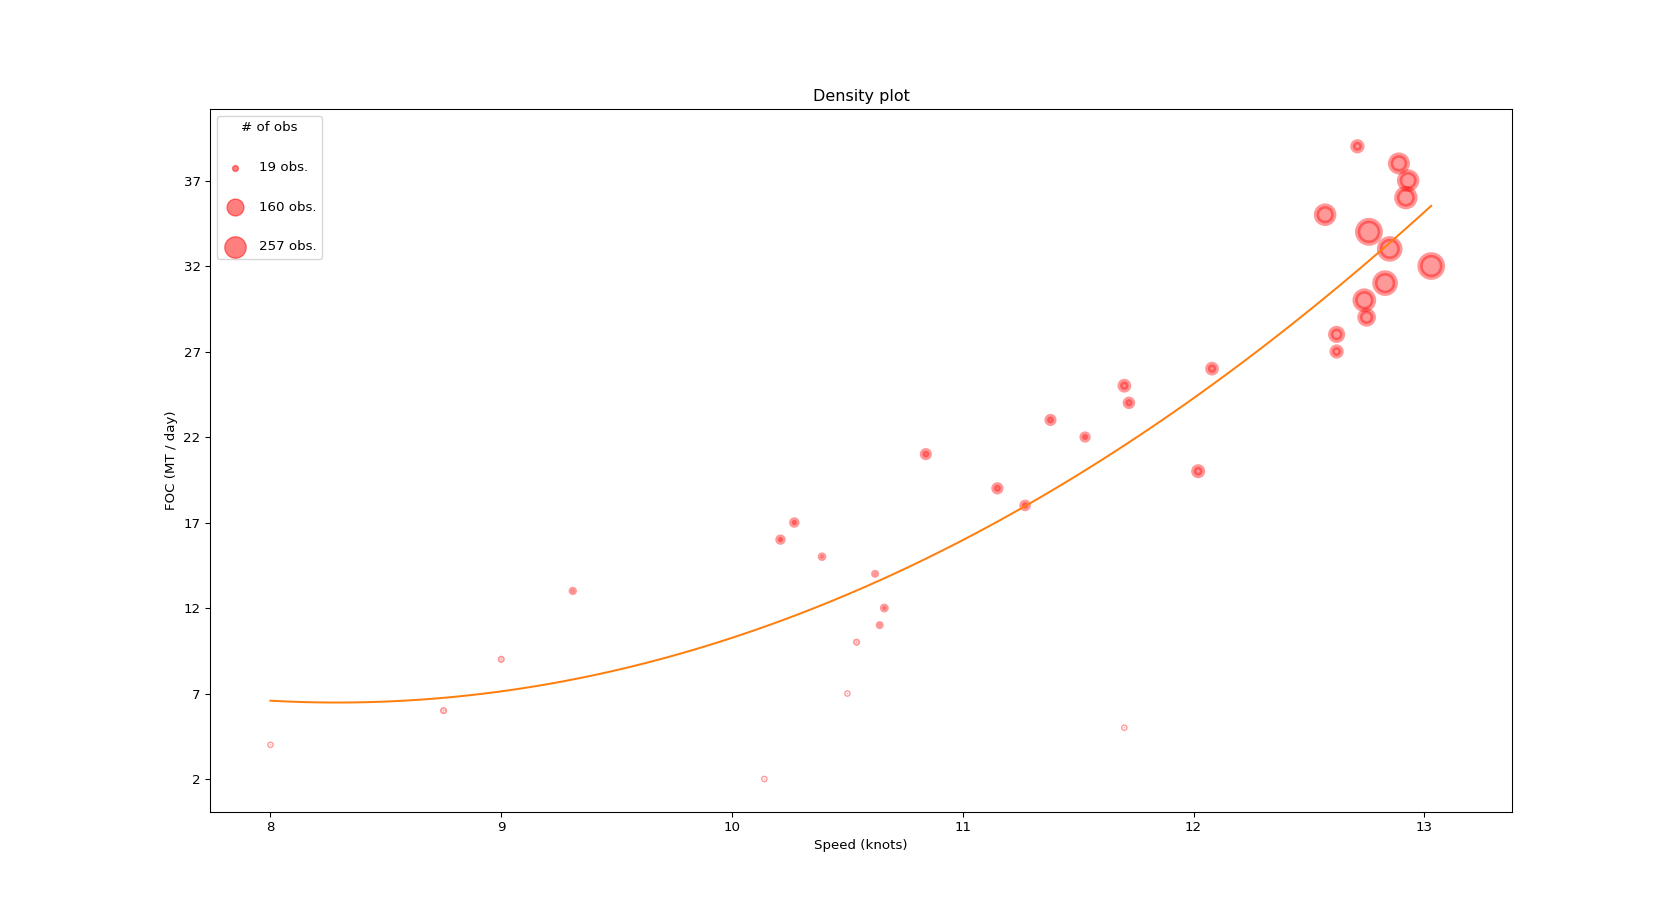 Density plot
# of obs
19 obs.
160 obs.
257 obs.
37
32
27
22
17
12
7
2
FOC (MT / day)
8 9 10 11 12 13
Speed (knots)